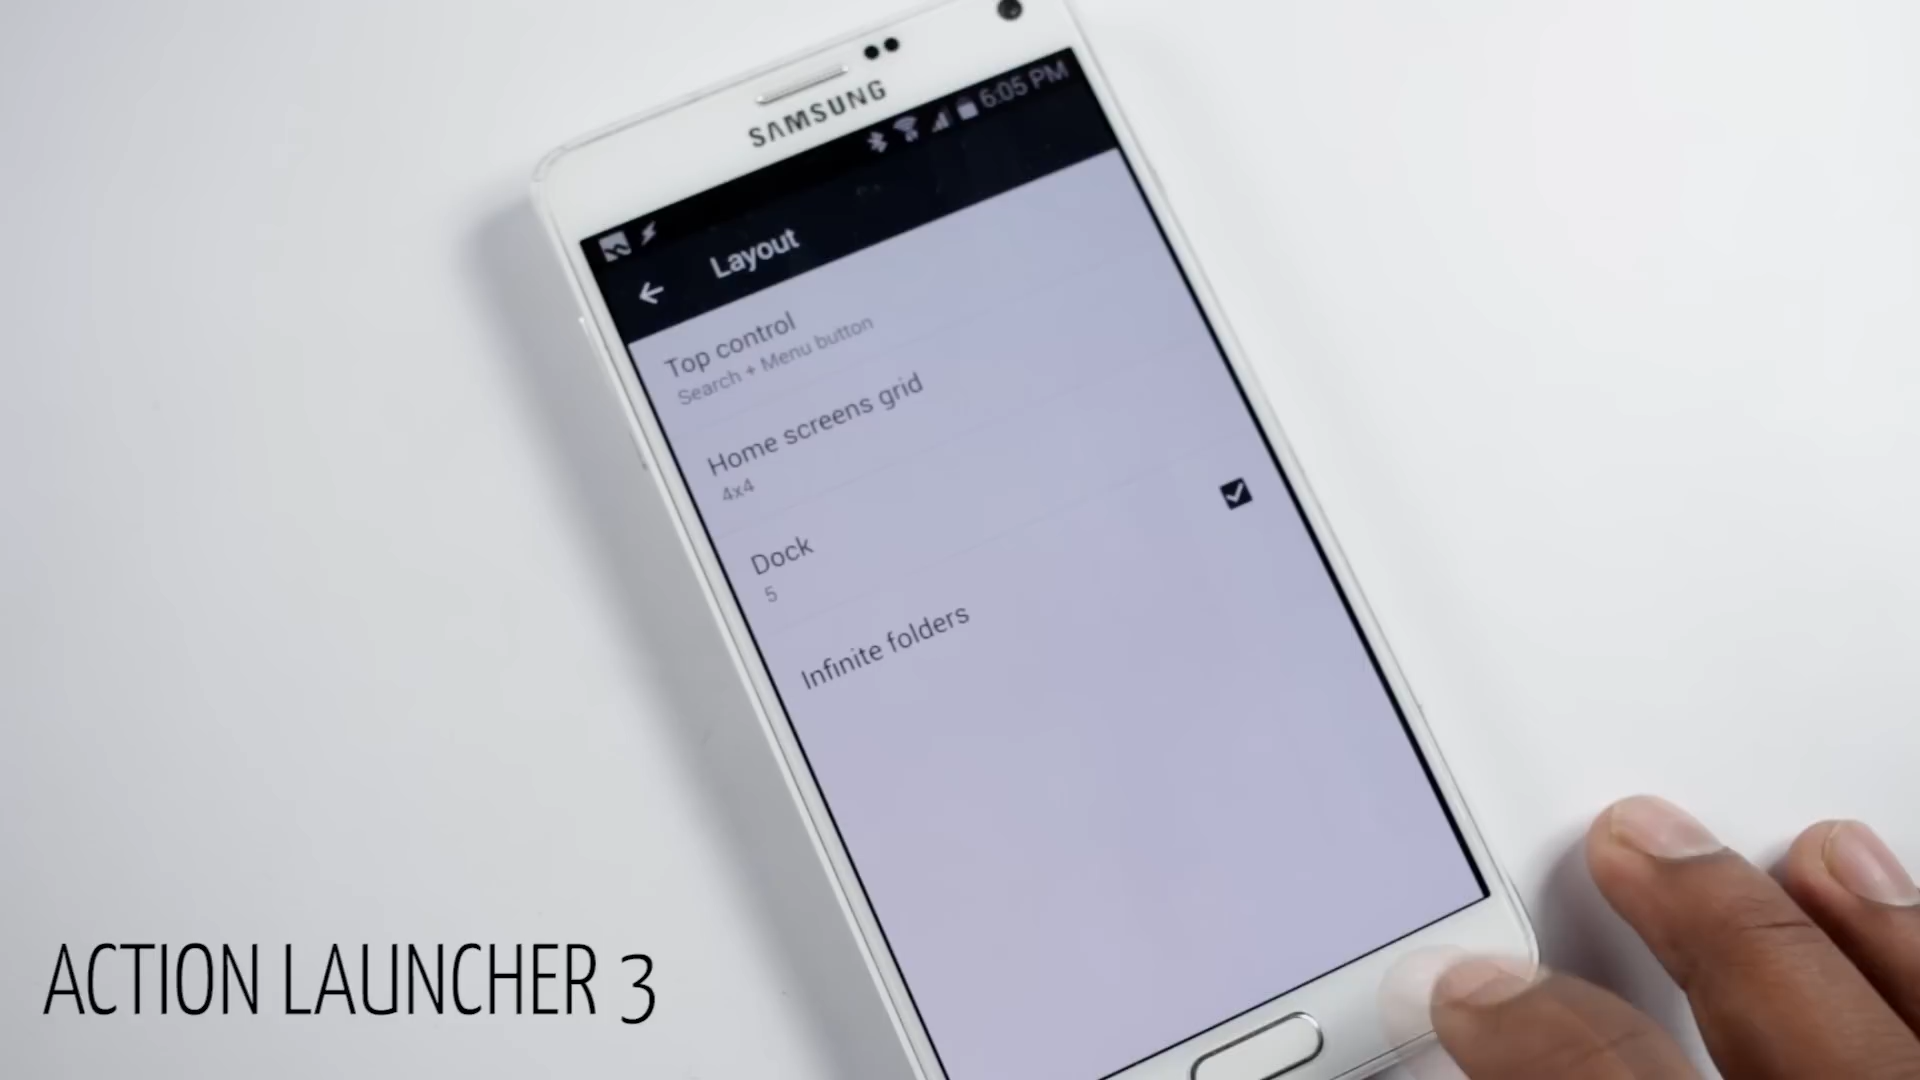 SAMSUNG
6:05 PM
Layout
Top control
Search + Menu button
Home screens grid
4x4
Dock
5
Infinite folders
ACTION LAUNCHER 3